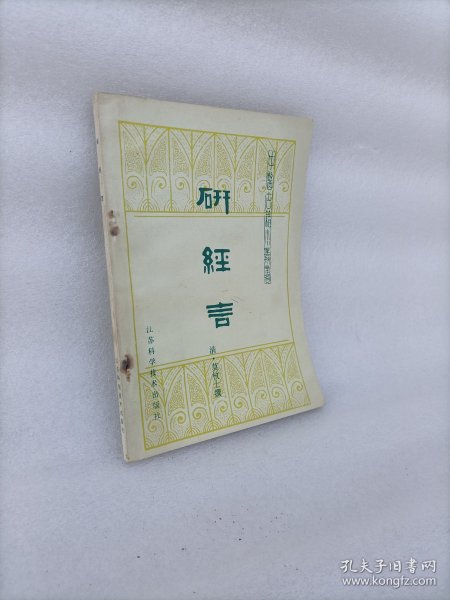 中医古籍小丛书
研經言
清·莫枚士撰
江苏科学技术出版社
孔夫子旧书网
www.kongfz.com